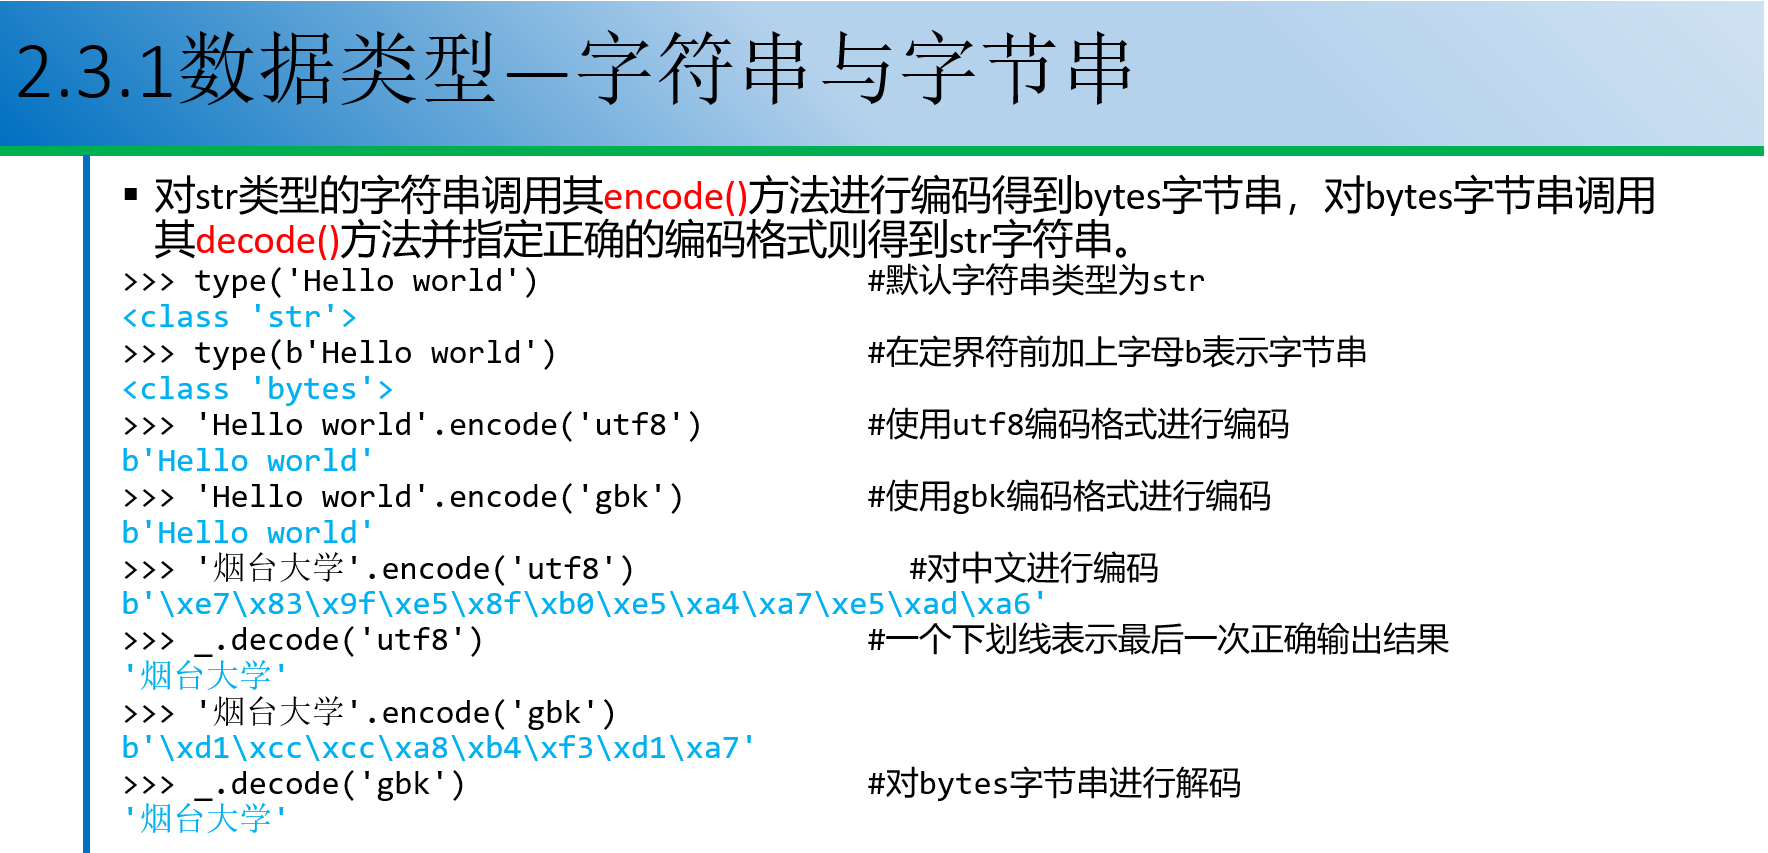 2.3.1数据类型—字符串与字节串
▪ 对str类型的字符串调用其encode()方法进行编码得到bytes字节串，对bytes字节串调用
其decode()方法并指定正确的编码格式则得到str字符串。
>>> type('Hello world') #默认字符串类型为str
<class 'str'>
>>> type(b'Hello world') #在定界符前加上字母b表示字节串
<class 'bytes'>
>>> 'Hello world'.encode('utf8') #使用utf8编码格式进行编码
b'Hello world'
>>> 'Hello world'.encode('gbk') #使用gbk编码格式进行编码
b'Hello world'
>>> '烟台大学'.encode('utf8') #对中文进行编码
b'\xe7\x83\x9f\xe5\x8f\xb0\xe5\xa4\xa7\xe5\xad\xa6'
>>> _.decode('utf8') #一个下划线表示最后一次正确输出结果
'烟台大学'
>>> '烟台大学'.encode('gbk')
b'\xd1\xcc\xcc\xa8\xb4\xf3\xd1\xa7'
>>> _.decode('gbk') #对bytes字节串进行解码
'烟台大学'